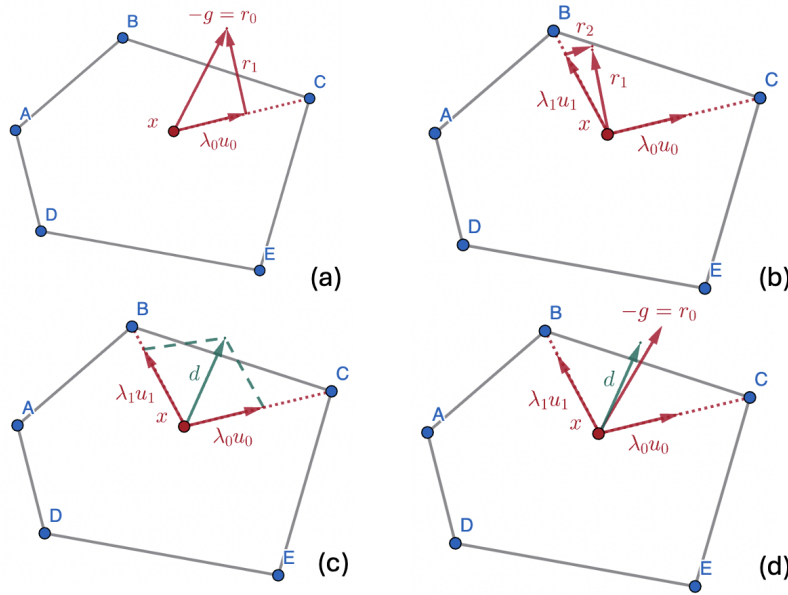 −g = r₀
B
r₁
C
A
x
λ₀u₀
D
E
(a)
B
r₂
C
λ₁u₁
r₁
A
x
λ₀u₀
D
E
(b)
B
d
C
λ₁u₁
A
x
λ₀u₀
D
E
(c)
−g = r₀
B
d
C
λ₁u₁
A
x
λ₀u₀
D
E
(d)